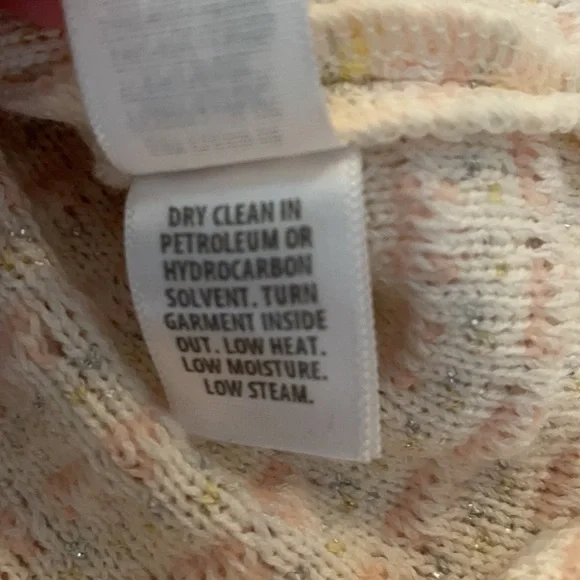 DRY CLEAN IN
PETROLEUM OR
HYDROCARBON
SOLVENT. TURN
GARMENT INSIDE
OUT. LOW HEAT.
LOW MOISTURE.
LOW STEAM.